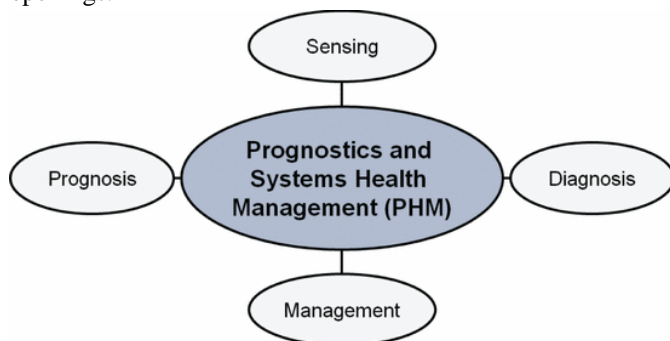 Sensing
Prognosis
Prognostics and
Systems Health
Management (PHM)
Diagnosis
Management